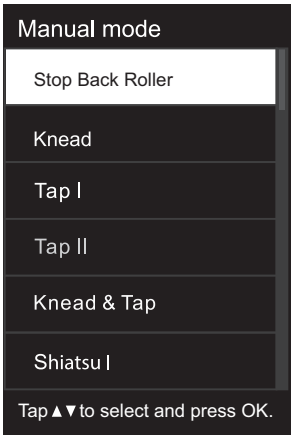 Manual mode
Stop Back Roller
Knead
Tap I
Tap II
Knead & Tap
Shiatsu I
Tap▲▼to select and press OK.